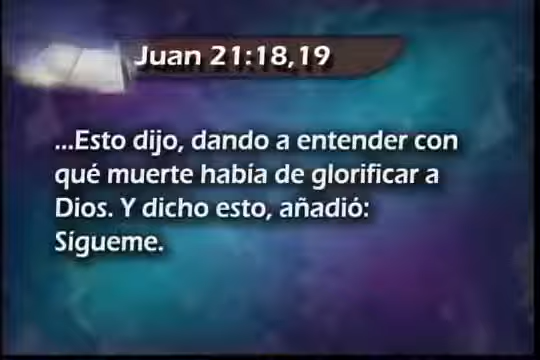 Juan 21:18,19
...Esto dijo, dando a entender con
qué muerte había de glorificar a
Dios. Y dicho esto, añadió:
Sígueme.